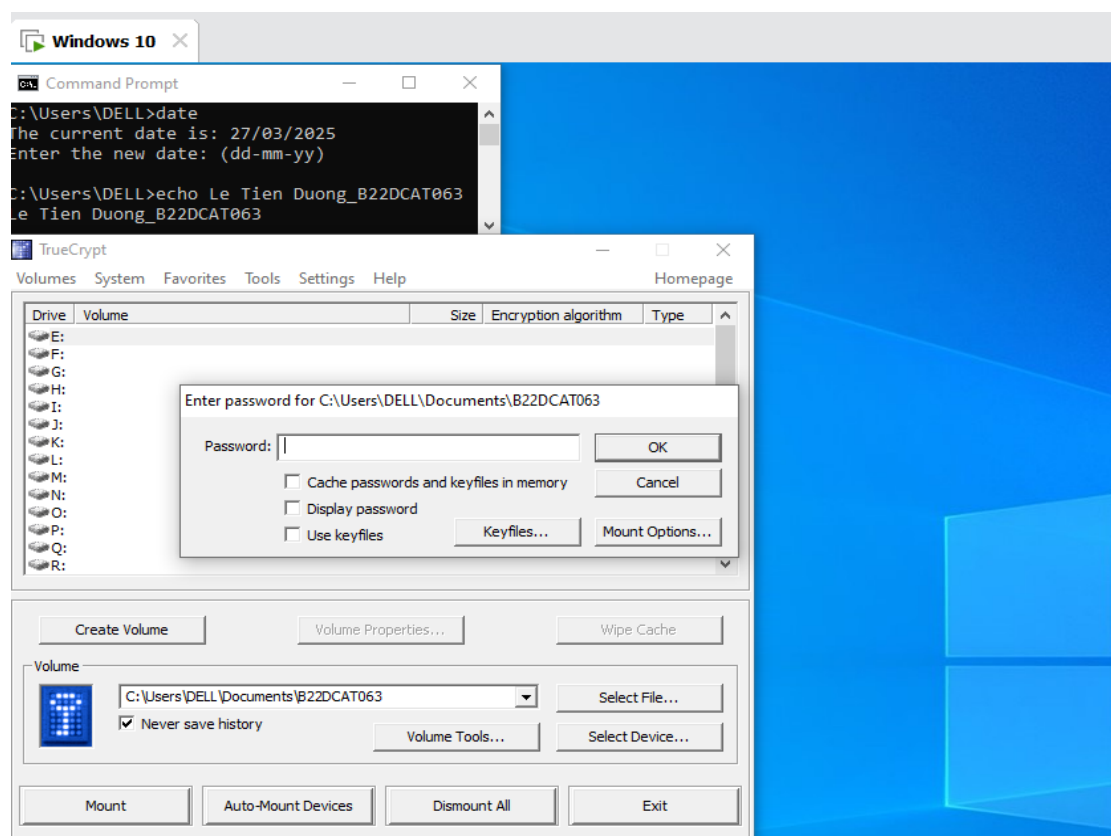 Windows 10
Command Prompt
C:\Users\DELL>date
The current date is: 27/03/2025
Enter the new date: (dd-mm-yy)
C:\Users\DELL>echo Le Tien Duong_B22DCAT063
Le Tien Duong_B22DCAT063
TrueCrypt
Volumes System Favorites Tools Settings Help Homepage
Drive Volume Size Encryption algorithm Type
E:
F:
G:
H:
I:
J:
K:
L:
M:
N:
O:
P:
Q:
R:
Enter password for C:\Users\DELL\Documents\B22DCAT063
Password:
OK
Cache passwords and keyfiles in memory
Cancel
Display password
Use keyfiles
Keyfiles...
Mount Options...
Create Volume
Volume Properties...
Wipe Cache
Volume
C:\Users\DELL\Documents\B22DCAT063
Select File...
Never save history
Volume Tools...
Select Device...
Mount
Auto-Mount Devices
Dismount All
Exit